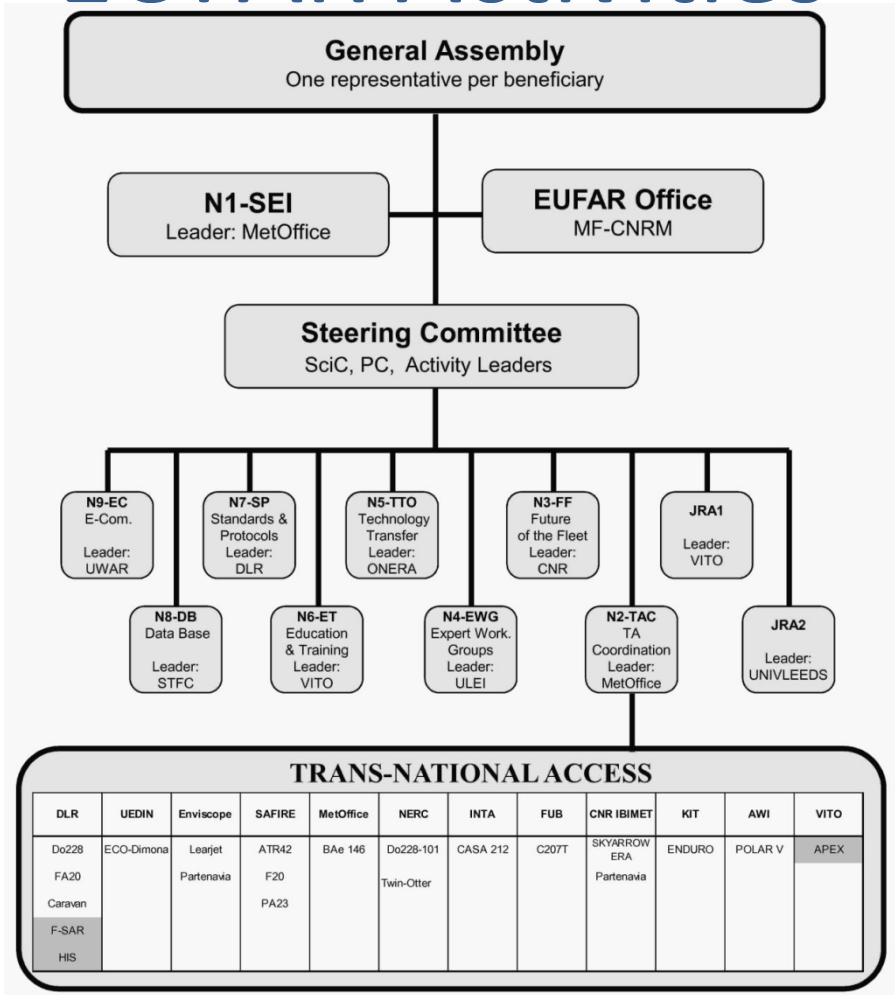 General Assembly
One representative per beneficiary
N1-SEI
Leader: MetOffice
EUFAR Office
MF-CNRM
Steering Committee
SciC, PC, Activity Leaders
N9-EC
E-Com.
Leader:
UWAR
N7-SP
Standards &
Protocols
Leader:
DLR
N5-TTO
Technology
Transfer
Leader:
ONERA
N3-FF
Future
of the Fleet
Leader:
CNR
JRA1
Leader:
VITO
N8-DB
Data Base
Leader:
STFC
N6-ET
Education
& Training
Leader:
VITO
N4-EWG
Expert Work.
Groups
Leader:
ULEI
N2-TAC
TA
Coordination
Leader:
MetOffice
JRA2
Leader:
UNIVLEEDS
TRANS-NATIONAL ACCESS
DLR UEDIN Enviscope SAFIRE MetOffice NERC INTA FUB CNR IBIMET KIT AWI VITO
Do228 ECO-Dimona Learjet ATR42 BAe 146 Do228-101 CASA 212 C207T SKYARROW ERA ENDURO POLAR V APEX
FA20 Partenavia F20 Twin-Otter Partenavia
Caravan PA23
F-SAR
HIS